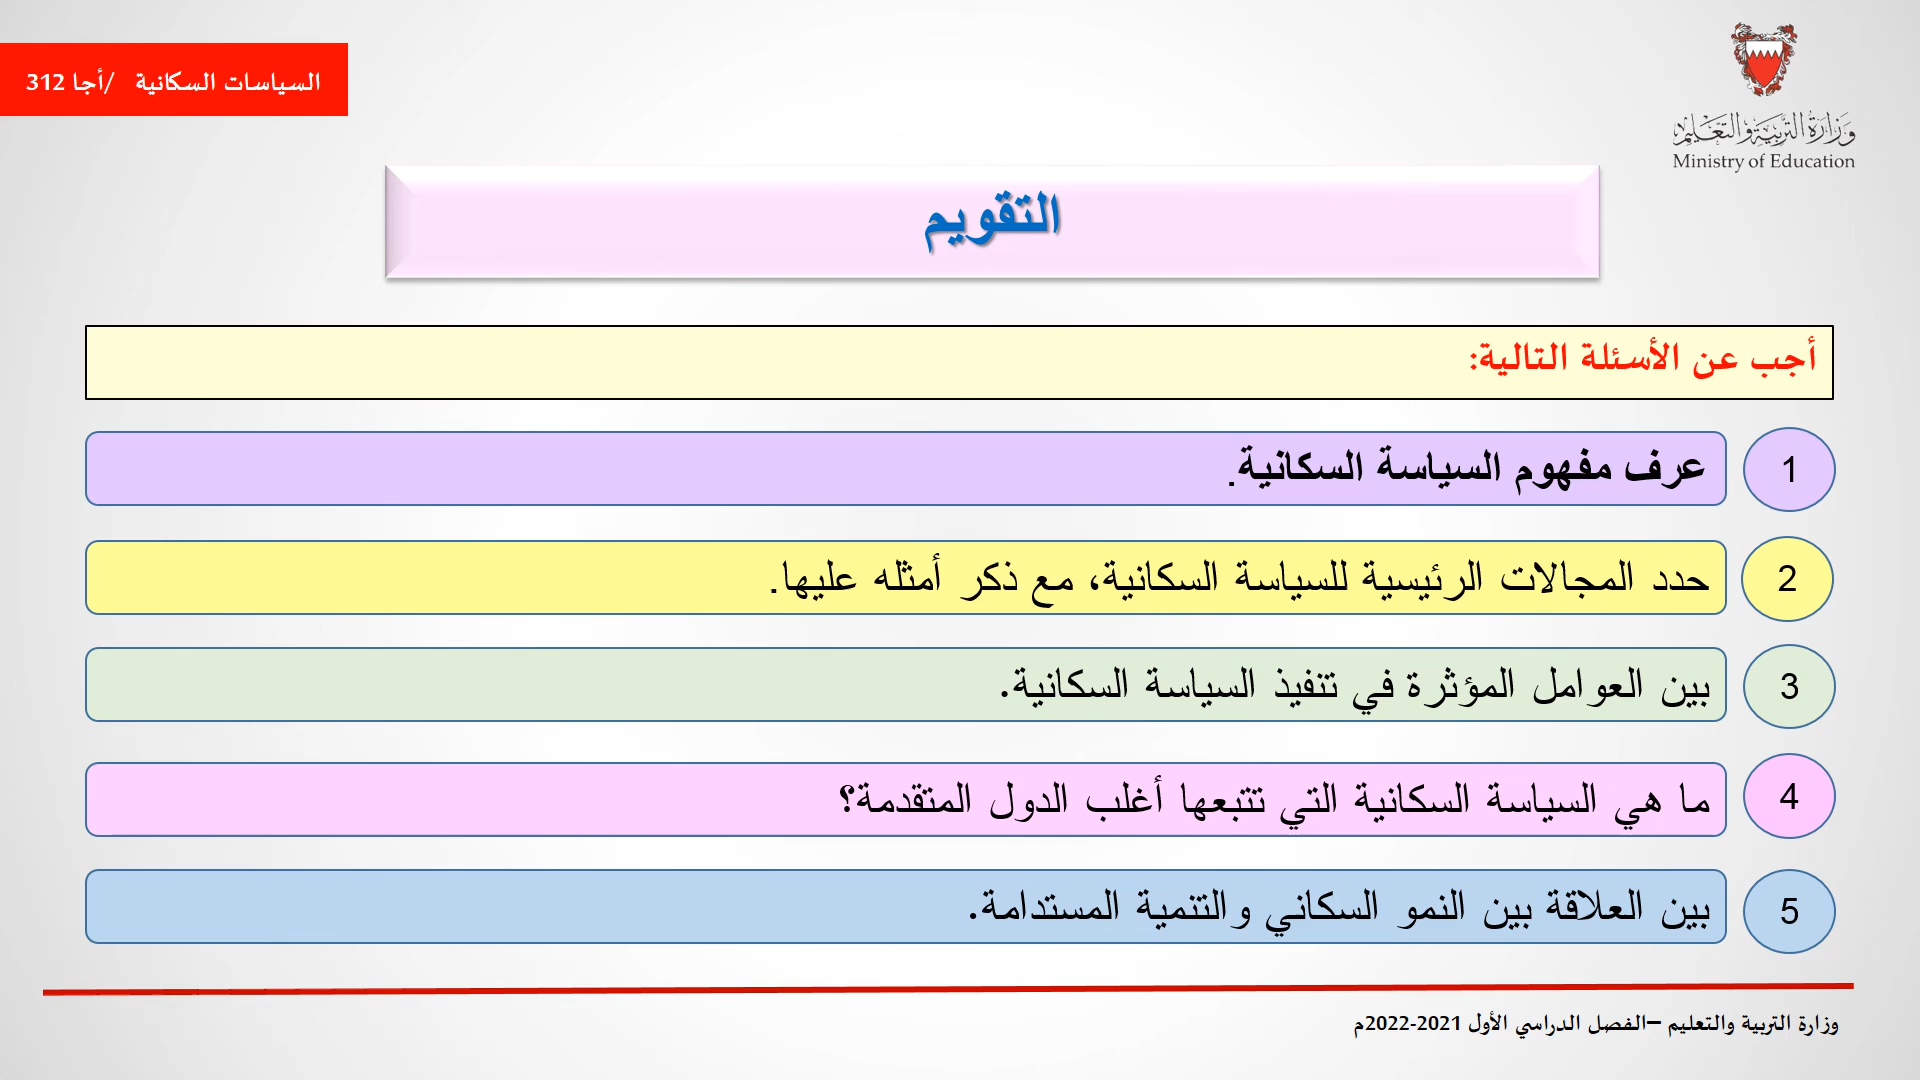 السياسات السكانية /أجا 312
وزارة التربية والتعليم
Ministry of Education
التقويم
أجب عن الأسئلة التالية:
1 عرف مفهوم السياسة السكانية.
2 حدد المجالات الرئيسية للسياسة السكانية، مع ذكر أمثله عليها.
3 بين العوامل المؤثرة في تنفيذ السياسة السكانية.
4 ما هي السياسة السكانية التي تتبعها أغلب الدول المتقدمة؟
5 بين العلاقة بين النمو السكاني والتنمية المستدامة.
وزارة التربية والتعليم –الفصل الدراسي الأول 2021-2022م